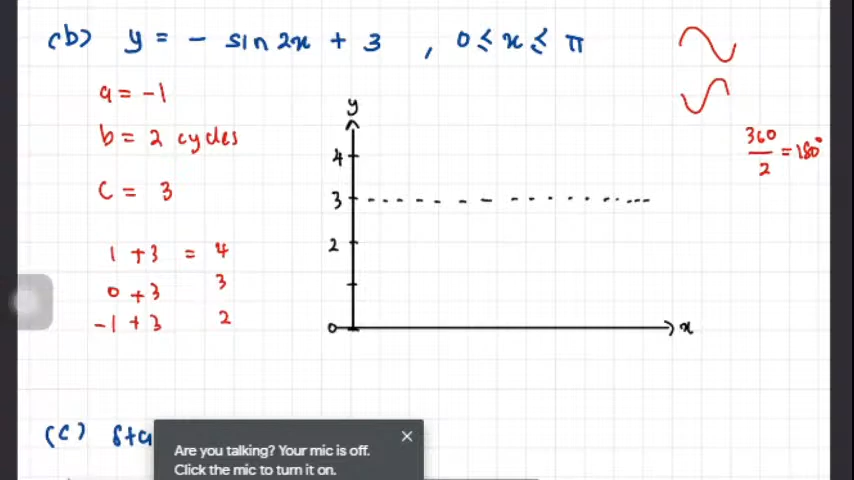 (b) y = - sin 2x + 3 , 0 ≤ x ≤ π
a = -1
b = 2 cycles
c = 3
1 + 3 = 4
0 + 3 3
-1 + 3 2
y
4
3
2
0
x
360
2
= 180°
(c) Sta
Are you talking? Your mic is off.
Click the mic to turn it on.